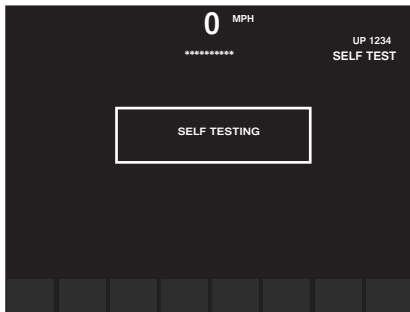 0 MPH
UP 1234
**********
SELF TEST
SELF TESTING